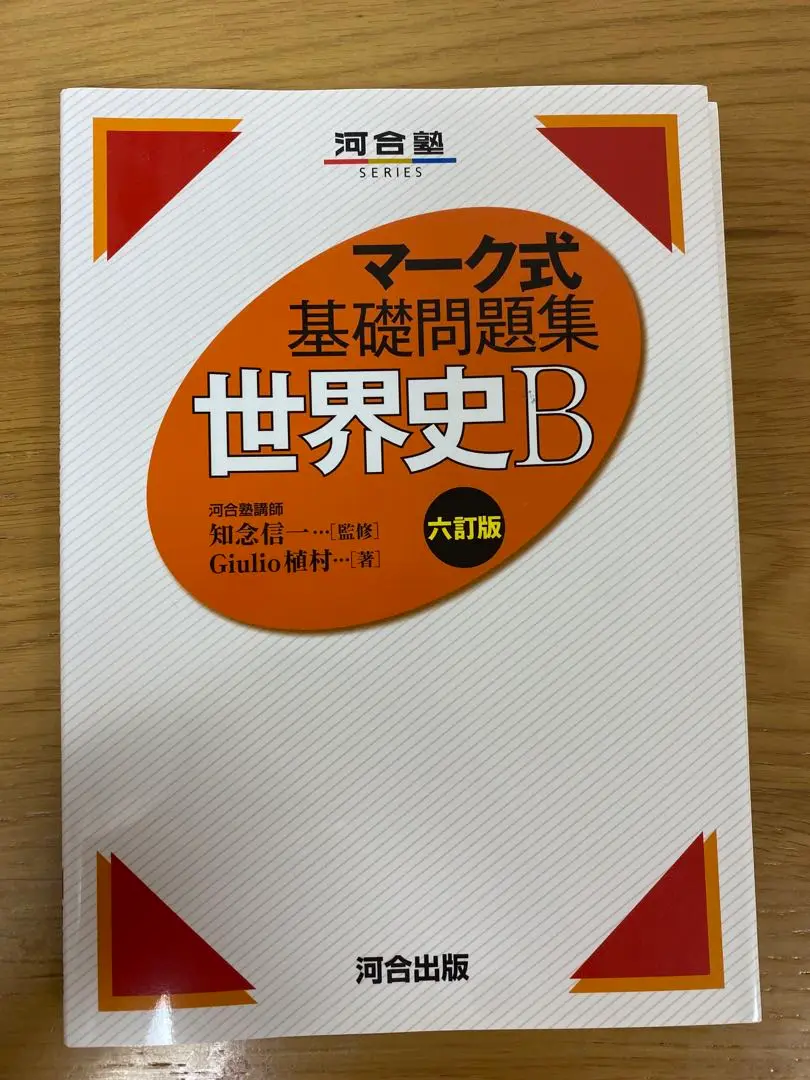 河合塾
SERIES
マーク式
基礎問題集
世界史B
河合塾講師
知念信一…[監修]
Giulio植村…[著]
六訂版
河合出版